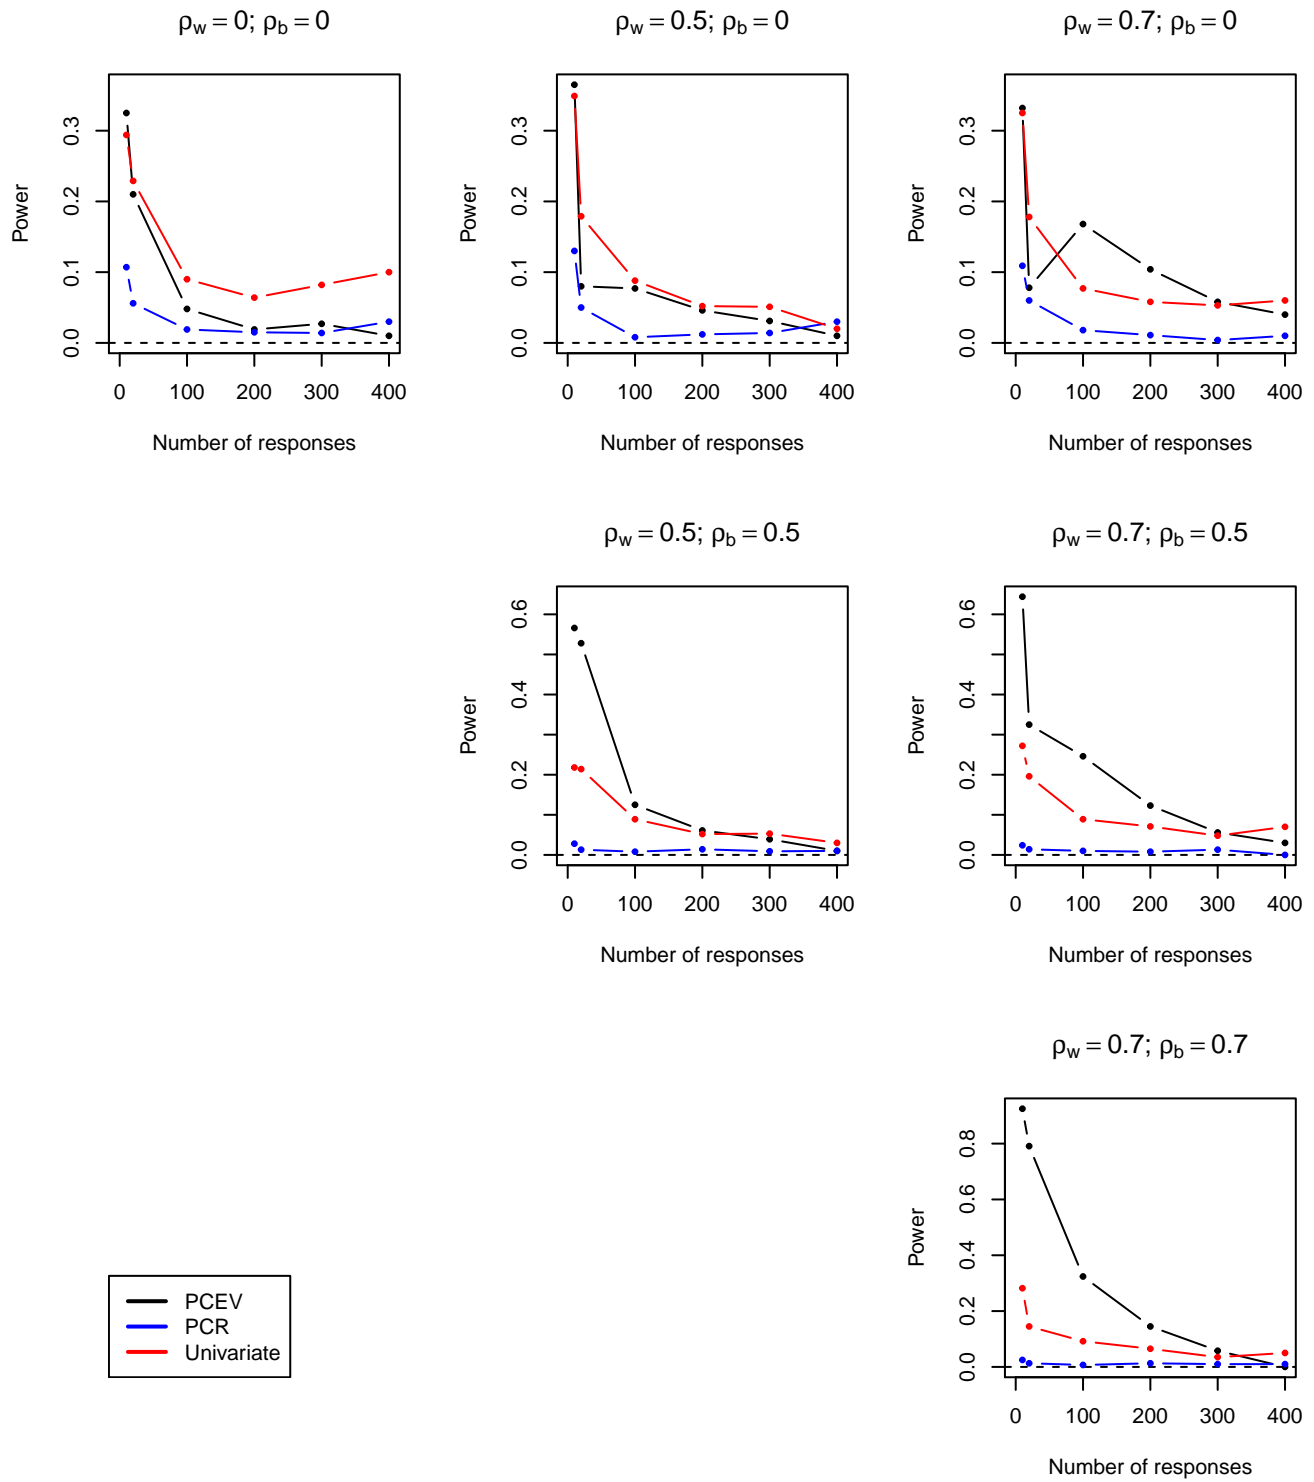 ρw = 0; ρb = 0
ρw = 0.5; ρb = 0
ρw = 0.7; ρb = 0
Power
0.0 0.1 0.2 0.3
0 100 200 300 400
Number of responses
Power
0.0 0.1 0.2 0.3
0 100 200 300 400
Number of responses
Power
0.0 0.1 0.2 0.3
0 100 200 300 400
Number of responses
ρw = 0.5; ρb = 0.5
ρw = 0.7; ρb = 0.5
Power
0.0 0.2 0.4 0.6
0 100 200 300 400
Number of responses
Power
0.0 0.2 0.4 0.6
0 100 200 300 400
Number of responses
ρw = 0.7; ρb = 0.7
Power
0.0 0.2 0.4 0.6 0.8
0 100 200 300 400
Number of responses
PCEV
PCR
Univariate